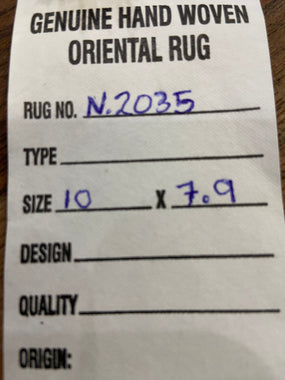 GENUINE HAND WOVEN
ORIENTAL RUG
RUG NO. N.2035
TYPE
SIZE 10 X 7.9
DESIGN
QUALITY
ORIGIN: